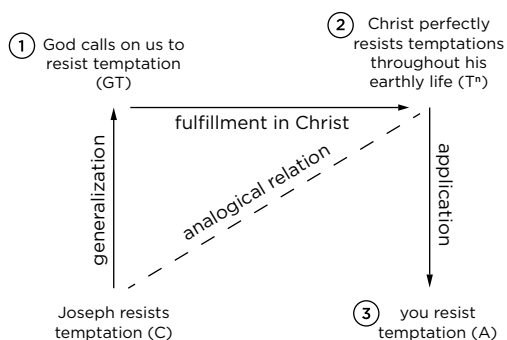 1 God calls on us to
resist temptation
(GT)
2 Christ perfectly
resists temptations
throughout his
earthly life (Tⁿ)
fulfillment in Christ
generalization
analogical relation
application
Joseph resists
temptation (C)
3 you resist
temptation (A)